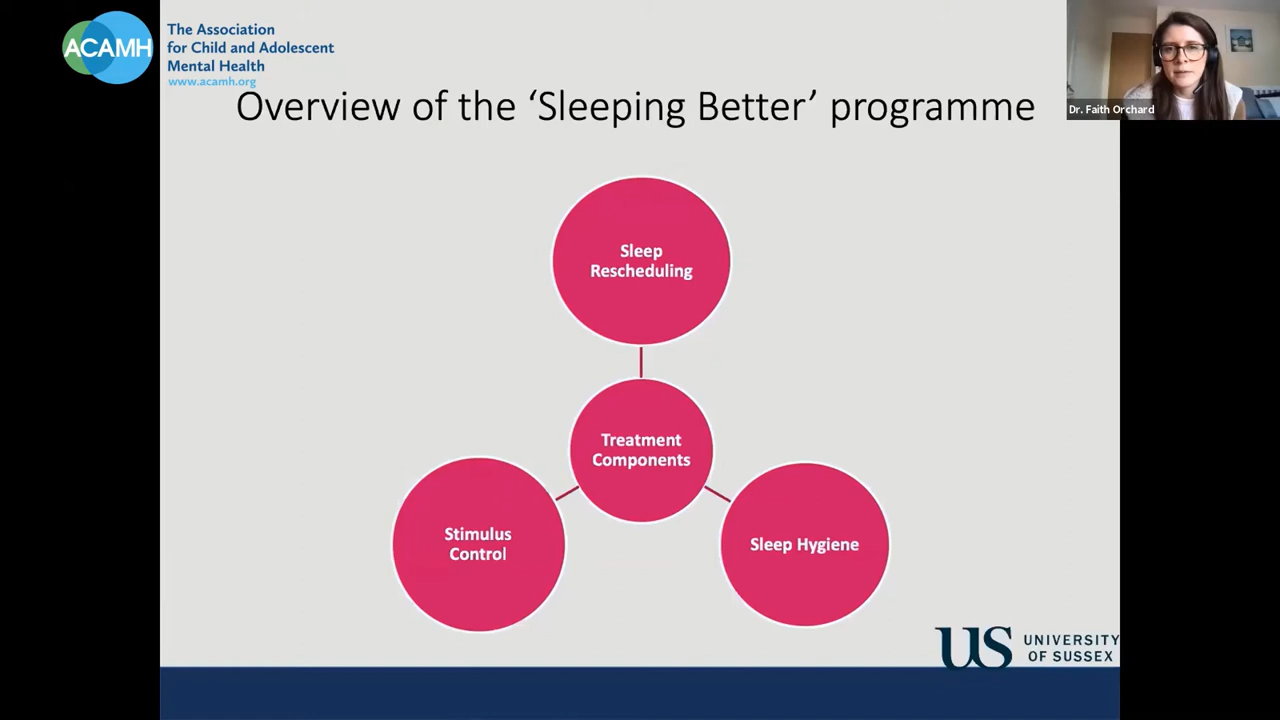 ACAMH
The Association
for Child and Adolescent
Mental Health
www.acamh.org
Dr. Faith Orchard
Overview of the ‘Sleeping Better’ programme
Sleep
Rescheduling
Treatment
Components
Stimulus
Control
Sleep Hygiene
US
UNIVERSITY
OF SUSSEX